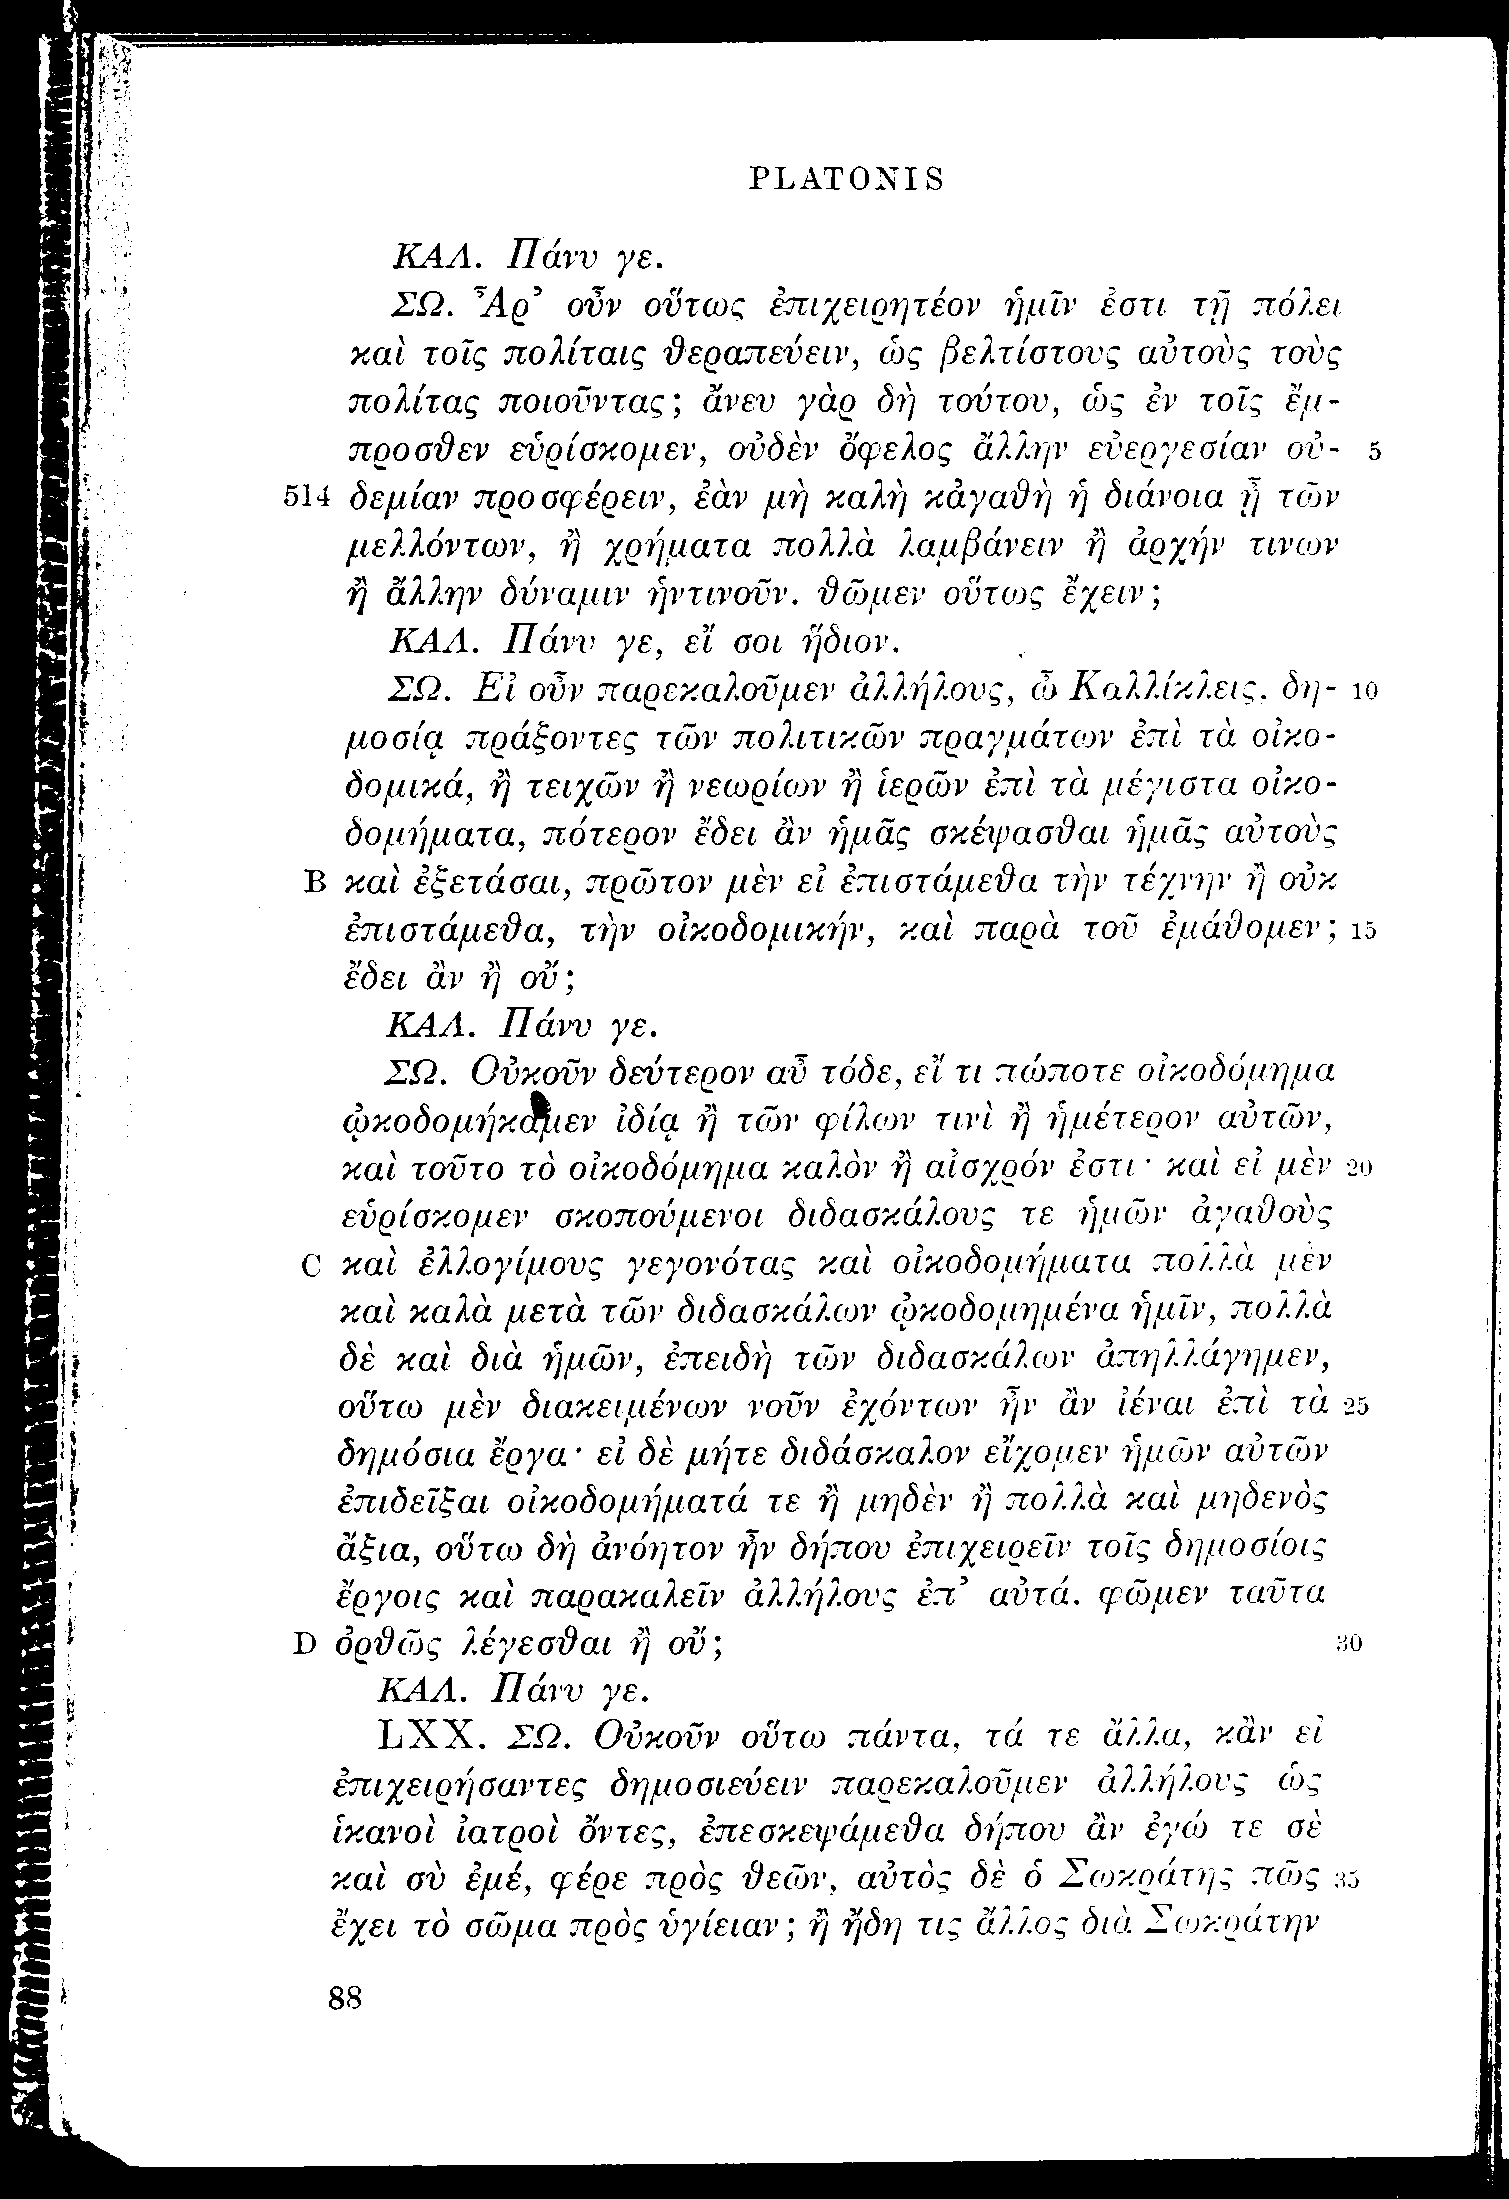 PLATONIS
ΚΑΛ. Πάνυ γε.
ΣΩ. Ἆρ’ οὖν οὕτως ἐπιχειρητέον ἡμῖν ἐστι τῇ πόλει
καὶ τοῖς πολίταις θεραπεύειν, ὡς βελτίστους αὐτοὺς τοὺς
πολίτας ποιοῦντας; ἄνευ γὰρ δὴ τούτου, ὡς ἐν τοῖς ἔμ-
προσθεν εὑρίσκομεν, οὐδὲν ὄφελος ἄλλην εὐεργεσίαν οὐ- 5
514 δεμίαν προσφέρειν, ἐὰν μὴ καλὴ κἀγαθὴ ἡ διάνοια ᾖ τῶν
μελλόντων, ἢ χρήματα πολλὰ λαμβάνειν ἢ ἀρχήν τινων
ἢ ἄλλην δύναμιν ἡντινοῦν. θῶμεν οὕτως ἔχειν;
ΚΑΛ. Πάνυ γε, εἴ σοι ἥδιον.
ΣΩ. Εἰ οὖν παρεκαλοῦμεν ἀλλήλους, ὦ Καλλίκλεις, δη- 10
μοσίᾳ πράξοντες τῶν πολιτικῶν πραγμάτων ἐπὶ τὰ οἰκο-
δομικά, ἢ τειχῶν ἢ νεωρίων ἢ ἱερῶν ἐπὶ τὰ μέγιστα οἰκο-
δομήματα, πότερον ἔδει ἂν ἡμᾶς σκέψασθαι ἡμᾶς αὐτοὺς
B καὶ ἐξετάσαι, πρῶτον μὲν εἰ ἐπιστάμεθα τὴν τέχνην ἢ οὐκ
ἐπιστάμεθα, τὴν οἰκοδομικήν, καὶ παρὰ τοῦ ἐμάθομεν; 15
ἔδει ἂν ἢ οὔ;
ΚΑΛ. Πάνυ γε.
ΣΩ. Οὐκοῦν δεύτερον αὖ τόδε, εἴ τι πώποτε οἰκοδόμημα
ᾠκοδομήκαμεν ἰδίᾳ ἢ τῶν φίλων τινὶ ἢ ἡμέτερον αὐτῶν,
καὶ τοῦτο τὸ οἰκοδόμημα καλὸν ἢ αἰσχρόν ἐστι· καὶ εἰ μὲν 20
εὑρίσκομεν σκοπούμενοι διδασκάλους τε ἡμῶν ἀγαθοὺς
C καὶ ἐλλογίμους γεγονότας καὶ οἰκοδομήματα πολλὰ μὲν
καὶ καλὰ μετὰ τῶν διδασκάλων ᾠκοδομημένα ἡμῖν, πολλὰ
δὲ καὶ διὰ ἡμῶν, ἐπειδὴ τῶν διδασκάλων ἀπηλλάγημεν,
οὕτω μὲν διακειμένων νοῦν ἐχόντων ἦν ἂν ἰέναι ἐπὶ τὰ 25
δημόσια ἔργα· εἰ δὲ μήτε διδάσκαλον εἴχομεν ἡμῶν αὐτῶν
ἐπιδεῖξαι οἰκοδομήματά τε ἢ μηδὲν ἢ πολλὰ καὶ μηδενὸς
ἄξια, οὕτω δὴ ἀνόητον ἦν δήπου ἐπιχειρεῖν τοῖς δημοσίοις
ἔργοις καὶ παρακαλεῖν ἀλλήλους ἐπ’ αὐτά. φῶμεν ταῦτα
D ὀρθῶς λέγεσθαι ἢ οὔ; 30
ΚΑΛ. Πάνυ γε.
LXX. ΣΩ. Οὐκοῦν οὕτω πάντα, τά τε ἄλλα, κἂν εἰ
ἐπιχειρήσαντες δημοσιεύειν παρεκαλοῦμεν ἀλλήλους ὡς
ἱκανοὶ ἰατροὶ ὄντες, ἐπεσκεψάμεθα δήπου ἂν ἐγώ τε σὲ
καὶ σὺ ἐμέ, φέρε πρὸς θεῶν, αὐτὸς δὲ ὁ Σωκράτης πῶς 35
ἔχει τὸ σῶμα πρὸς ὑγίειαν; ἢ ἤδη τις ἄλλος διὰ Σωκράτην
88